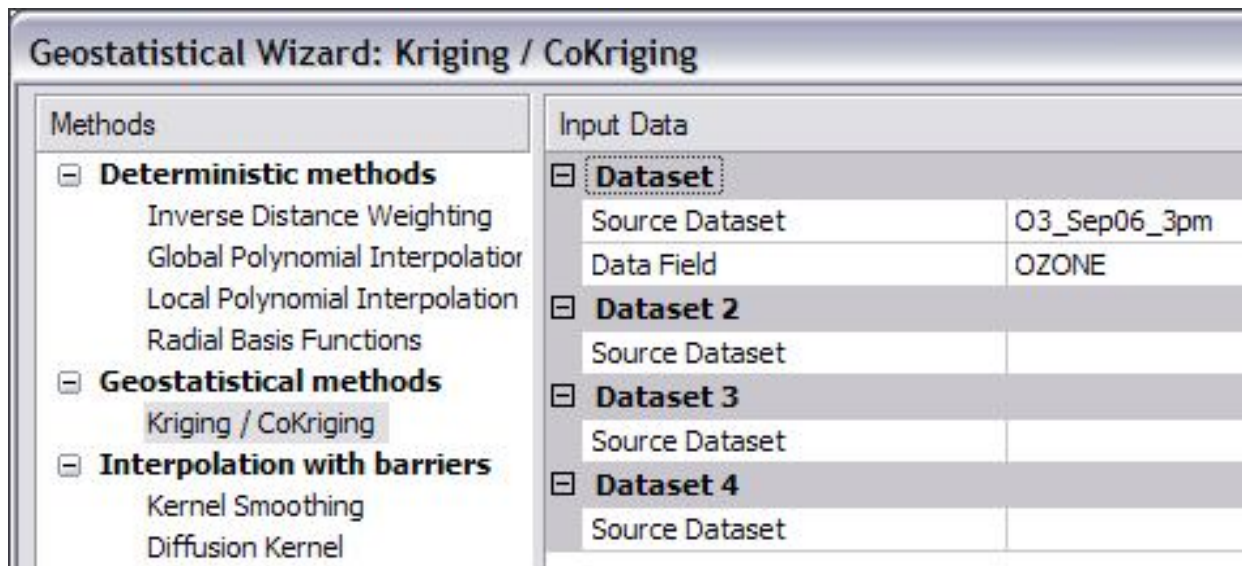 Geostatistical Wizard: Kriging / CoKriging
Methods
Deterministic methods
Inverse Distance Weighting
Global Polynomial Interpolation
Local Polynomial Interpolation
Radial Basis Functions
Geostatistical methods
Kriging / CoKriging
Interpolation with barriers
Kernel Smoothing
Diffusion Kernel
Input Data
Dataset
Source Dataset O3_Sep06_3pm
Data Field OZONE
Dataset 2
Source Dataset
Dataset 3
Source Dataset
Dataset 4
Source Dataset